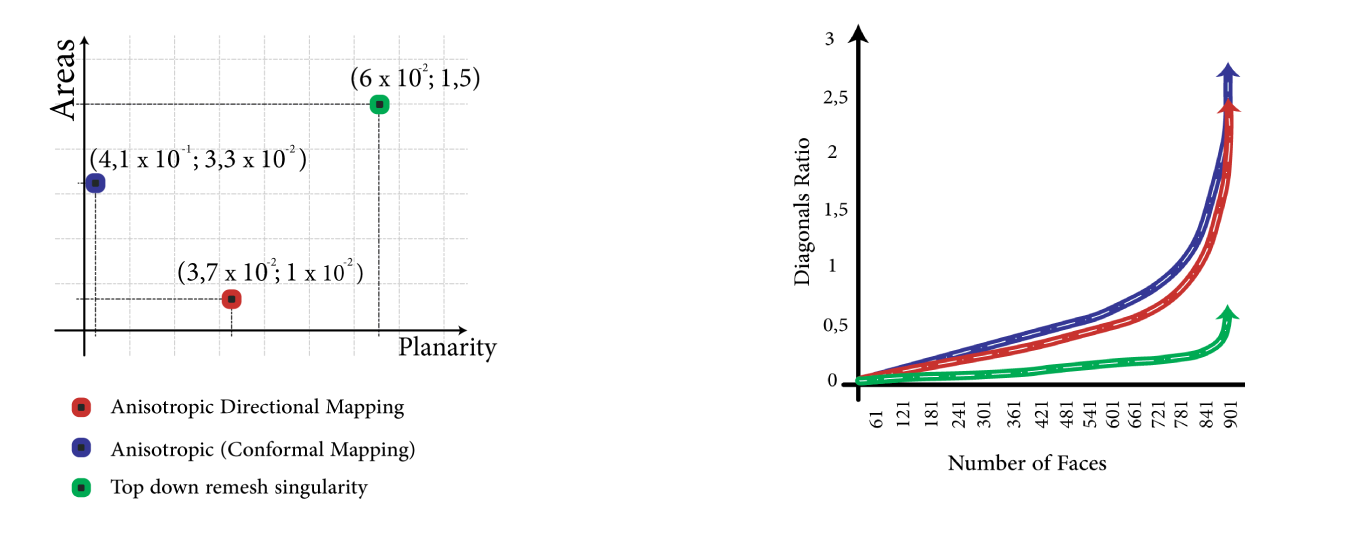 Areas
(6 x 10⁻²; 1,5)
(4,1 x 10⁻¹; 3,3 x 10⁻²)
(3,7 x 10⁻²; 1 x 10⁻²)
Planarity
Anisotropic Directional Mapping
Anisotropic (Conformal Mapping)
Top down remesh singularity
Diagonals Ratio
3
2,5
2
1,5
1
0,5
0
61 121 181 241 301 361 421 481 541 601 661 721 781 841 901
Number of Faces